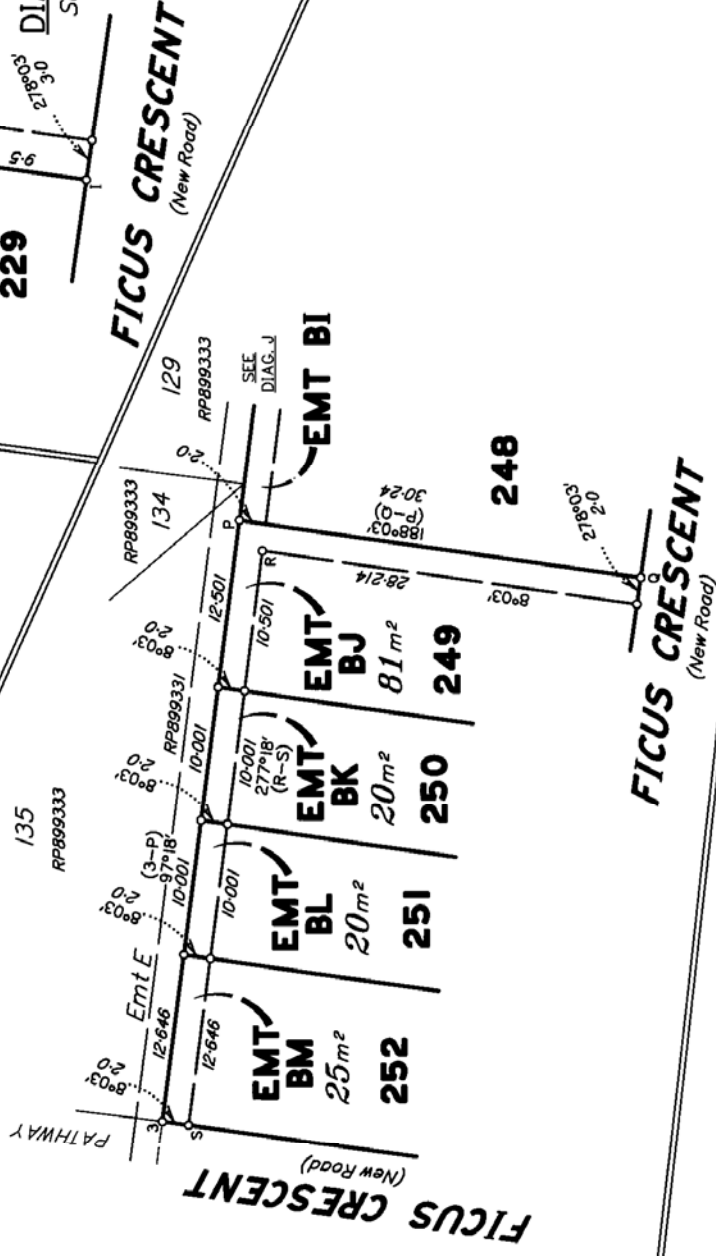 DIA
S
278°03'
3·0
9·5
1
229
FICUS CRESCENT
(New Road)
129
RP899333
SEE
DIAG. J
EMT BI
RP899333
134
2·0
P
12·501
R
10·501
188°03'
(P–Q)
30·24
248
28·214
8°03'
278°03'
2·0
Q
FICUS CRESCENT
(New Road)
135
RP899333
RP899331
8°03'
2·0
10·001
EMT
BJ
81m²
249
8°03'
2·0
10·001
277°18'
(R–S)
EMT
BK
20m²
250
(3–P)
97°18'
10·001
8°03'
2·0
10·001
EMT
BL
20m²
251
Emt E
12·646
12·646
EMT
BM
25m²
252
8°03'
2·0
3
S
PATHWAY
FICUS CRESCENT
(New Road)